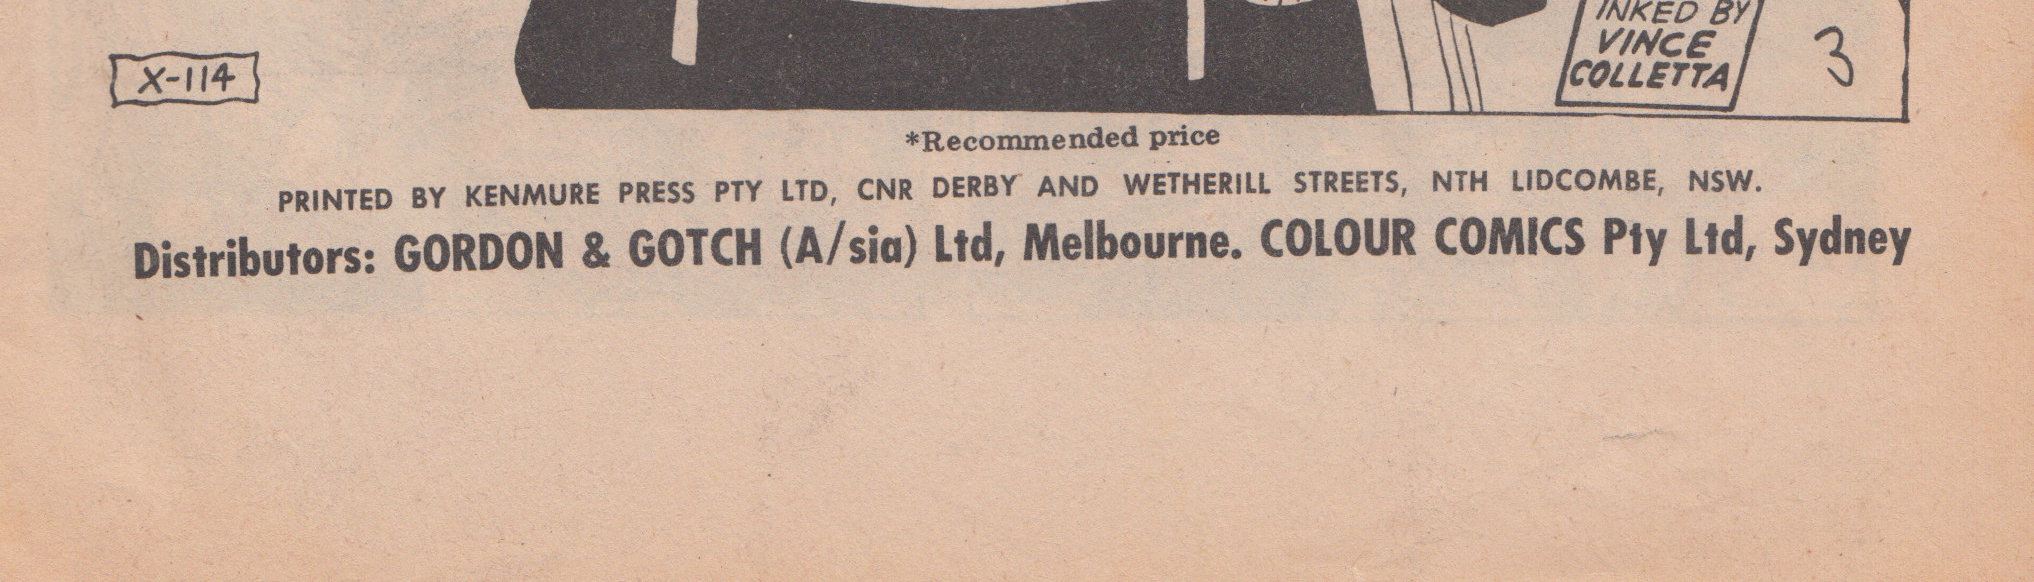 INKED BY
VINCE
COLLETTA
3
X-114
*Recommended price
PRINTED BY KENMURE PRESS PTY LTD, CNR DERBY AND WETHERILL STREETS, NTH LIDCOMBE, NSW.
Distributors: GORDON & GOTCH (A/sia) Ltd, Melbourne. COLOUR COMICS Pty Ltd, Sydney